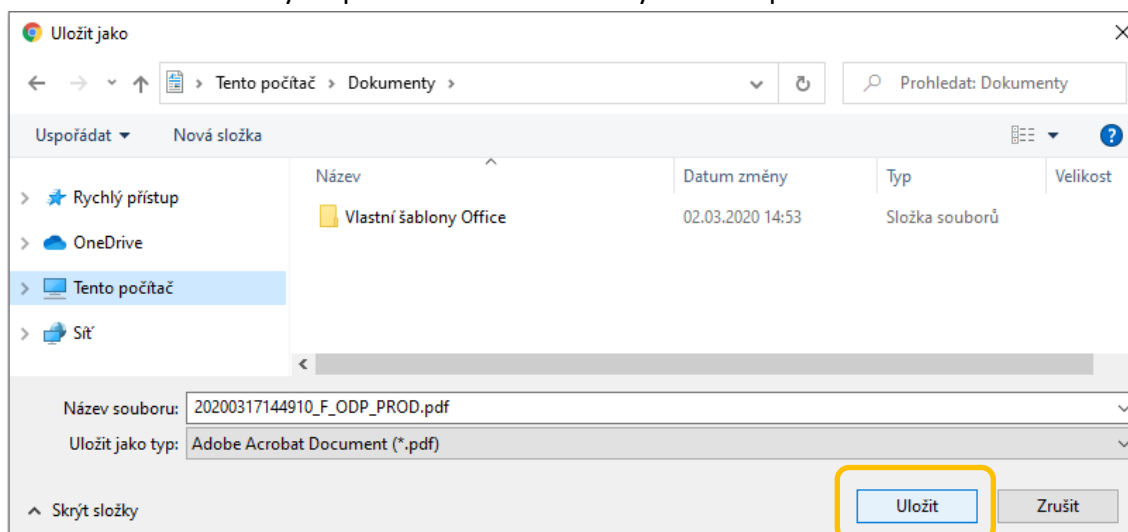 Uložit jako
Tento počítač › Dokumenty ›
Prohledat: Dokumenty
Uspořádat
Nová složka
Název
Datum změny
Typ
Velikost
Rychlý přístup
Vlastní šablony Office
02.03.2020 14:53
Složka souborů
OneDrive
Tento počítač
Síť
Název souboru: 20200317144910_F_ODP_PROD.pdf
Uložit jako typ: Adobe Acrobat Document (*.pdf)
Skrýt složky
Uložit
Zrušit